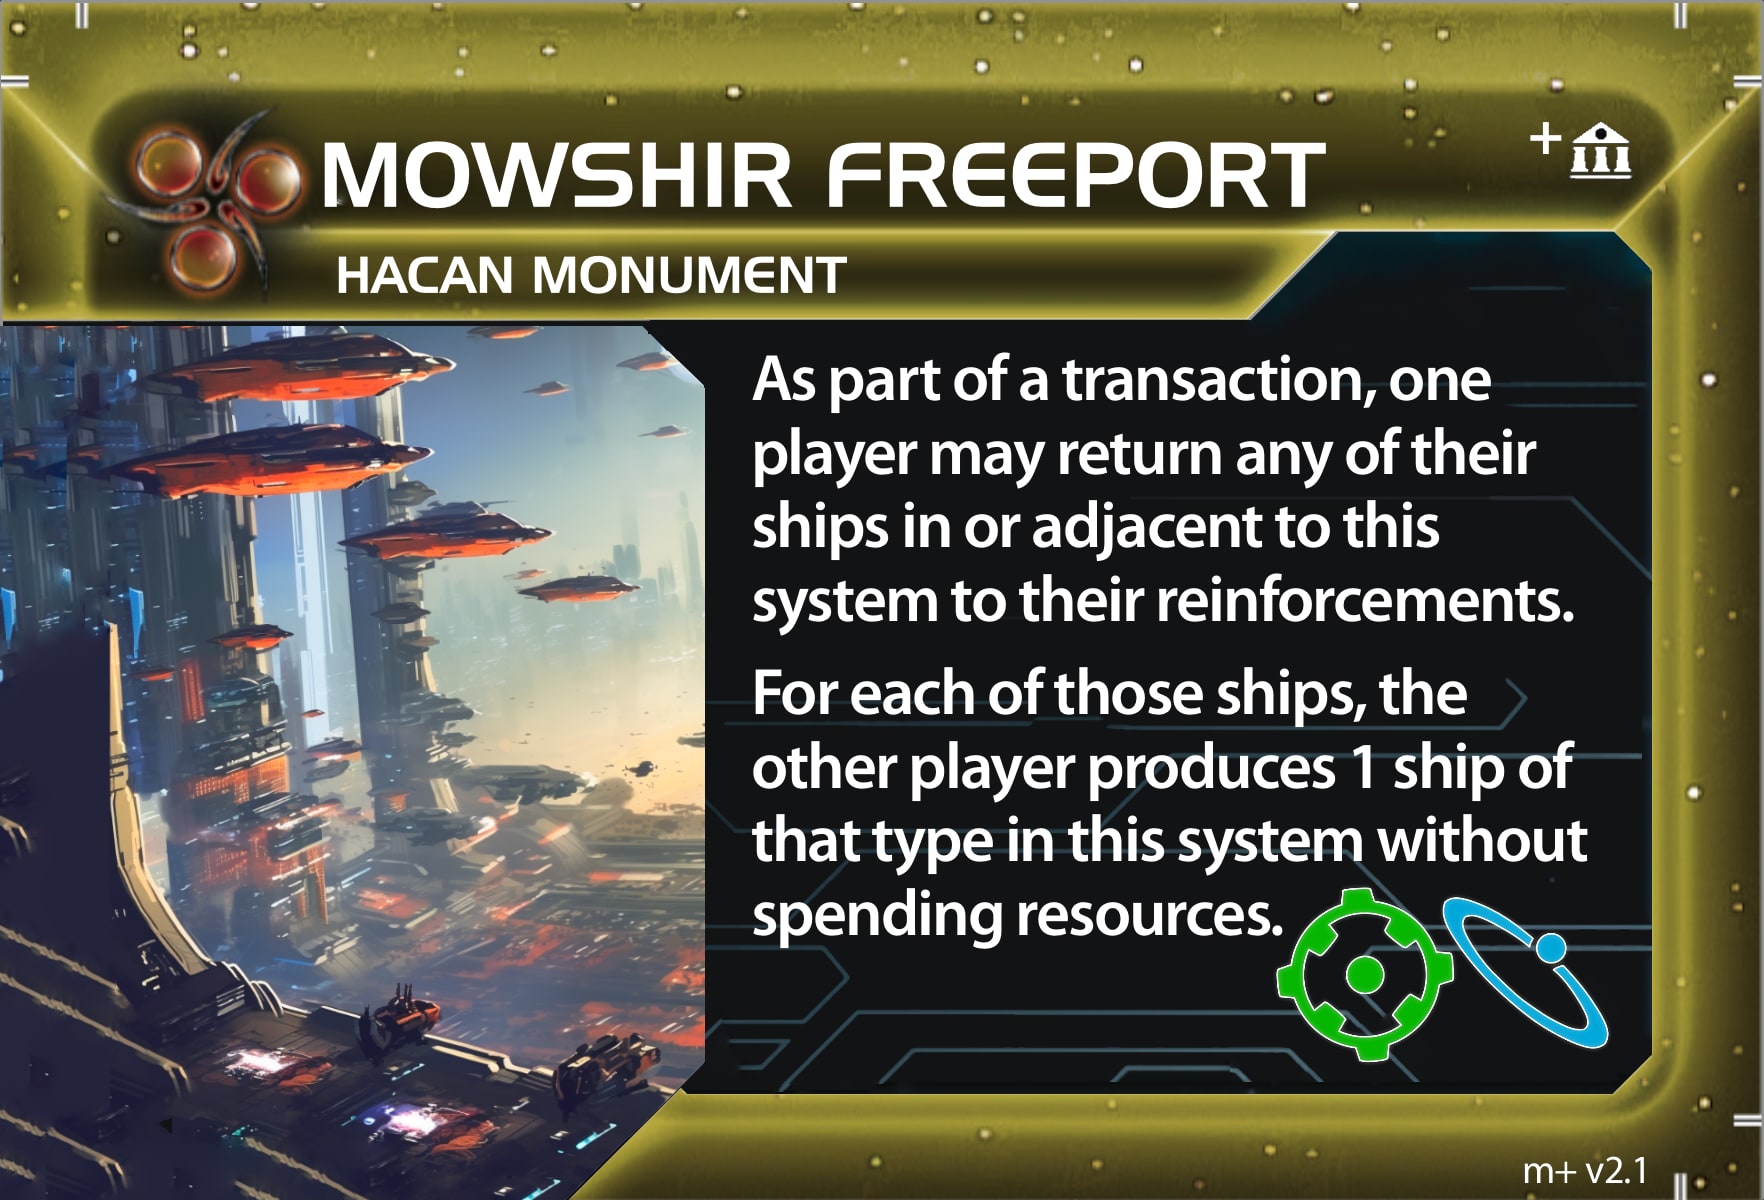 MOWSHIR FREEPORT
+
HACAN MONUMENT
As part of a transaction, one
player may return any of their
ships in or adjacent to this
system to their reinforcements.
For each of those ships, the
other player produces 1 ship of
that type in this system without
spending resources.
m+ v2.1